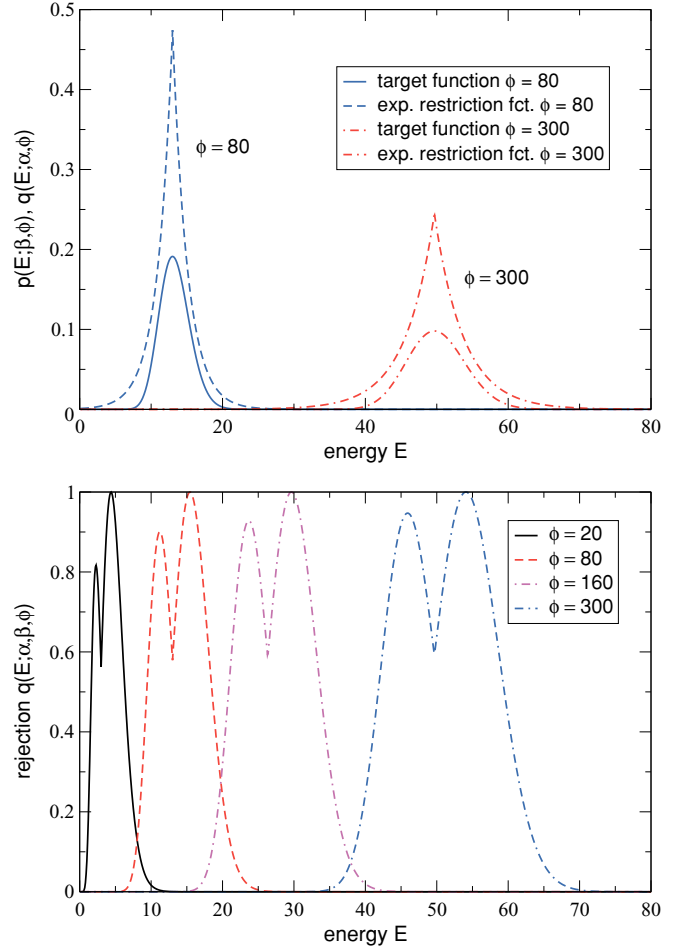 0.5
0.4
0.3
0.2
0.1
0
p(E;β,ϕ), q(E;α,ϕ)
target function ϕ = 80
exp. restriction fct. ϕ = 80
target function ϕ = 300
exp. restriction fct. ϕ = 300
ϕ = 80
ϕ = 300
0 20 40 60 80
energy E
1
0.8
0.6
0.4
0.2
0
rejection q(E;α,β,ϕ)
ϕ = 20
ϕ = 80
ϕ = 160
ϕ = 300
0 10 20 30 40 50 60 70 80
energy E